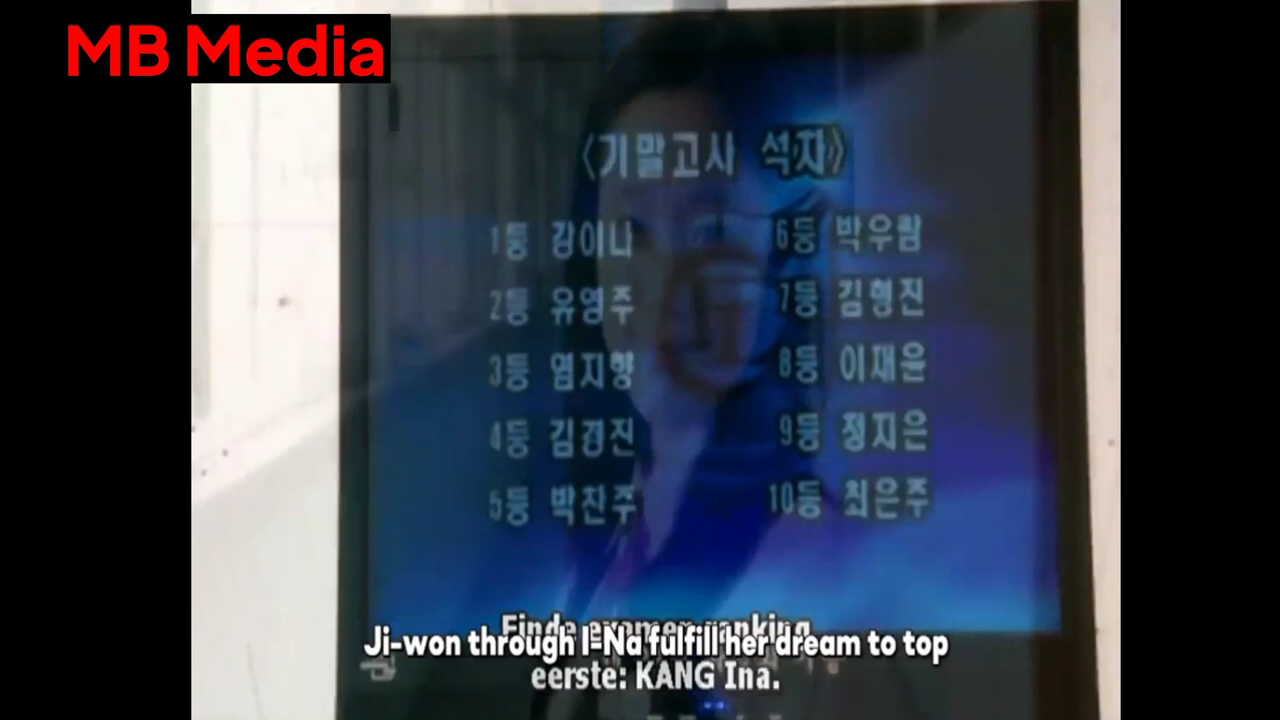 MB Media
〈기말고사 석차〉
1등 강이나
6등 박우람
2등 유영주
7등 김형진
3등 염지향
8등 이재윤
4등 김경진
9등 정지은
5등 박찬주
10등 최은주
Einde examen ranking
Ji-won through I-Na fulfill her dream to top
eerste: KANG Ina.